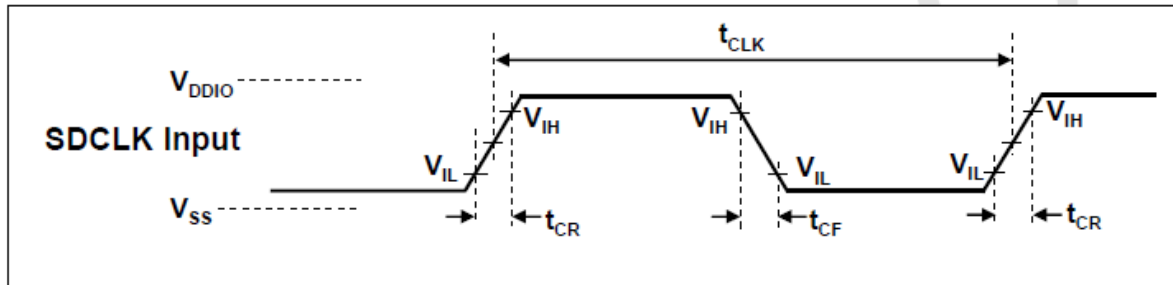 tCLK
VDDIO
SDCLK Input
VIH
VIH
VIH
VIL
VIL
VIL
VSS
tCR
tCF
tCR